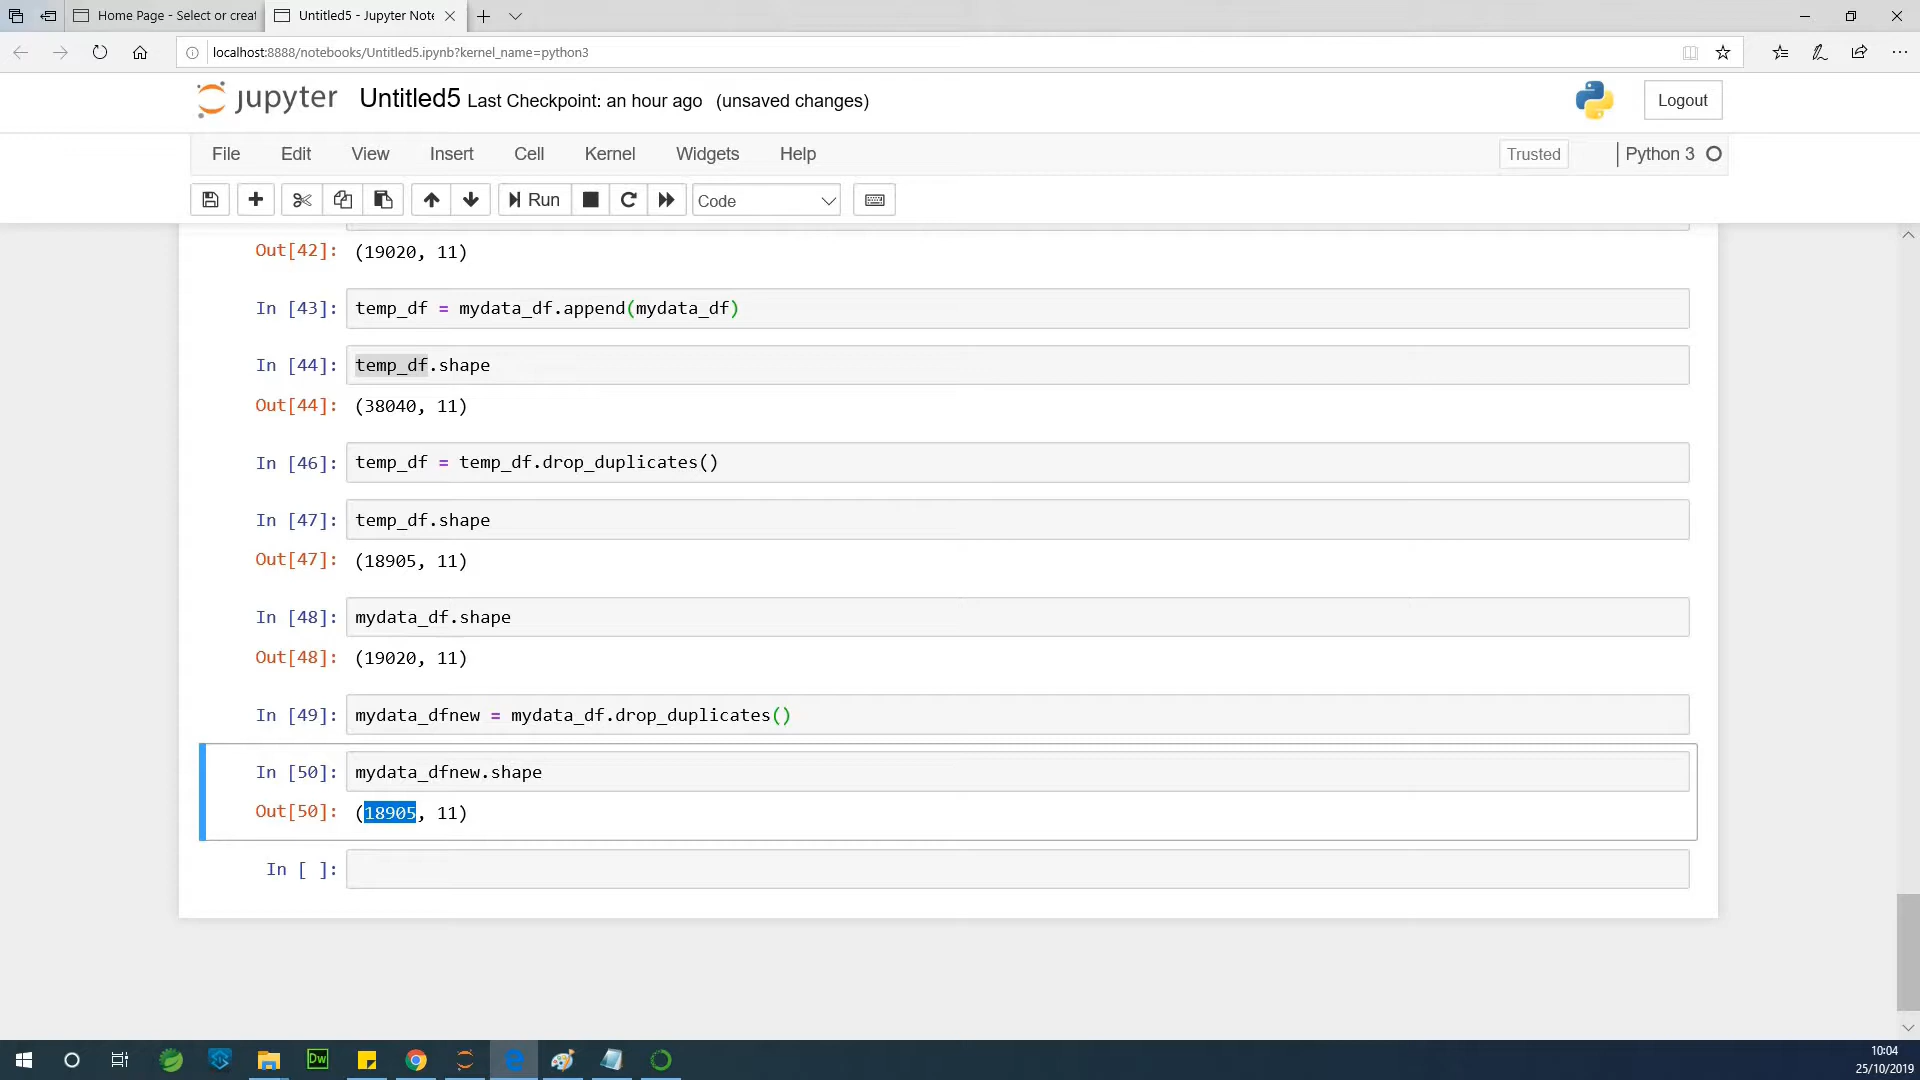 Home Page - Select or creat
Untitled5 - Jupyter Note
localhost:8888/notebooks/Untitled5.ipynb?kernel_name=python3
jupyter Untitled5 Last Checkpoint: an hour ago (unsaved changes)
Logout
File Edit View Insert Cell Kernel Widgets Help
Trusted
Python 3
Run
Code
Out[42]: (19020, 11)
In [43]: temp_df = mydata_df.append(mydata_df)
In [44]: temp_df.shape
Out[44]: (38040, 11)
In [46]: temp_df = temp_df.drop_duplicates()
In [47]: temp_df.shape
Out[47]: (18905, 11)
In [48]: mydata_df.shape
Out[48]: (19020, 11)
In [49]: mydata_dfnew = mydata_df.drop_duplicates()
In [50]: mydata_dfnew.shape
Out[50]: (18905, 11)
In [ ]:
Dw
10:04
25/10/2019